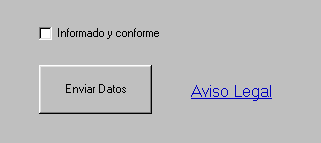 Informado y conforme
Enviar Datos
Aviso Legal